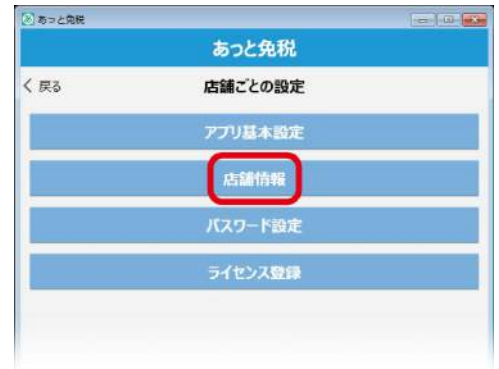 あっと免税
あっと免税
戻る
店舗ごとの設定
アプリ基本設定
店舗情報
パスワード設定
ライセンス登録